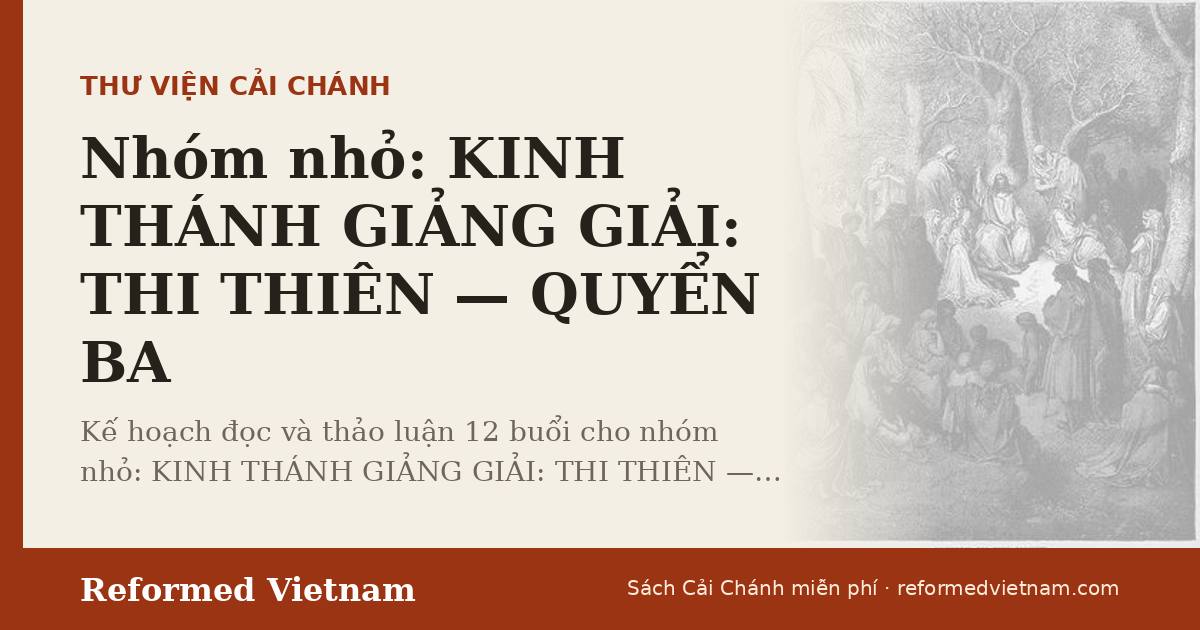 THƯ VIỆN CẢI CHÁNH
Nhóm nhỏ: KINH
THÁNH GIẢNG GIẢI:
THI THIÊN — QUYỂN
BA
Kế hoạch đọc và thảo luận 12 buổi cho nhóm
nhỏ: KINH THÁNH GIẢNG GIẢI: THI THIÊN —...
Reformed Vietnam
Sách Cải Chánh miễn phí · reformedvietnam.com